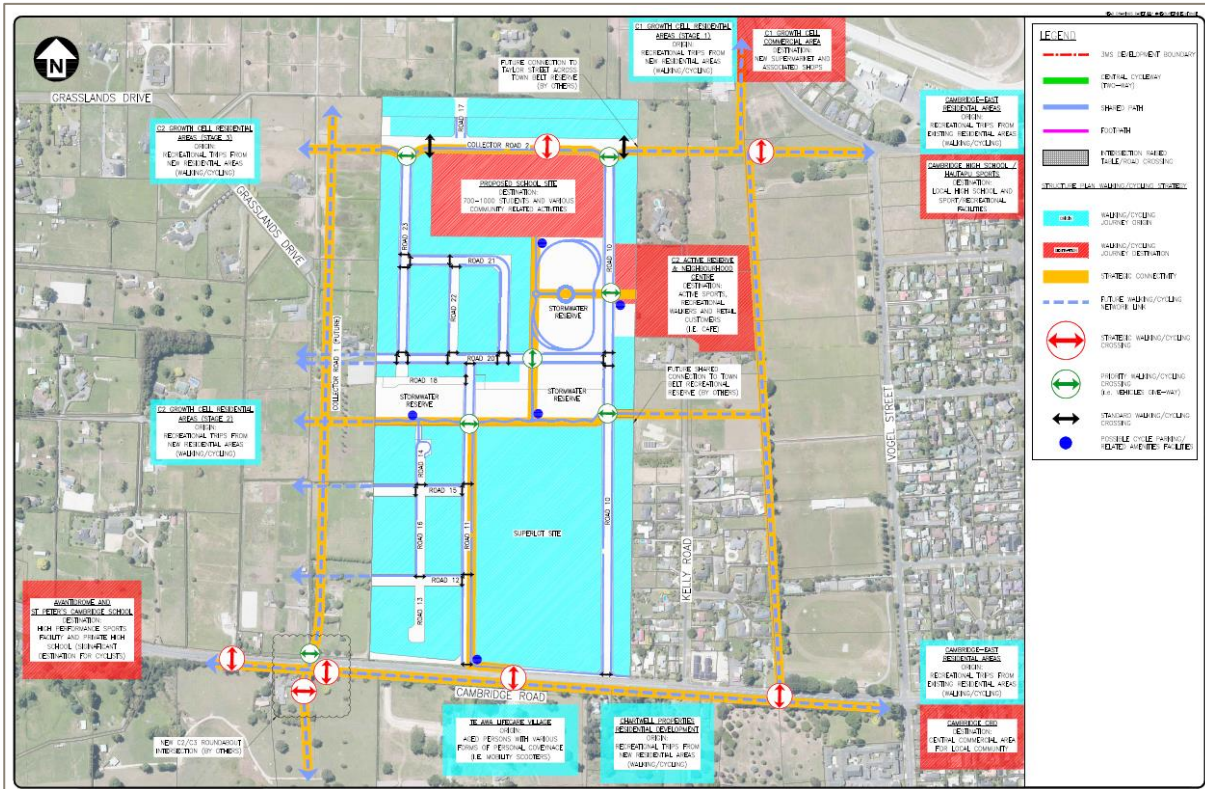 GRASSLANDS DRIVE
FUTURE CONNECTION TO
TAYLOR STREET ACROSS
TOWN BELT RESERVE
(BY OTHERS)
C1 GROWTH CELL RESIDENTIAL
AREAS (STAGE 1)
ORIGIN:
RECREATIONAL TRIPS FROM
NEW RESIDENTIAL AREAS
(WALKING/CYCLING)
C1 GROWTH CELL
COMMERCIAL AREA
DESTINATION:
NEW SUPERMARKET AND
ASSOCIATED SHOPS
C2 GROWTH CELL RESIDENTIAL
AREAS (STAGE 3)
ORIGIN:
RECREATIONAL TRIPS FROM
NEW RESIDENTIAL AREAS
(WALKING/CYCLING)
GRASSLANDS DRIVE
CAMBRIDGE-EAST
RESIDENTIAL AREAS
ORIGIN:
RECREATIONAL TRIPS FROM
EXISTING RESIDENTIAL AREAS
(WALKING/CYCLING)
CAMBRIDGE HIGH SCHOOL /
HAUTAPU SPORTS
DESTINATION:
LOCAL HIGH SCHOOL AND
SPORT/RECREATIONAL
FACILITIES
ROAD 17
COLLECTOR ROAD 2
PROPOSED SCHOOL SITE
DESTINATION:
700-1000 STUDENTS AND VARIOUS
COMMUNITY RELATED ACTIVITIES
ROAD 23
ROAD 10
ROAD 21
ROAD 22
C2 ACTIVE RESERVE
& NEIGHBOURHOOD
CENTRE
DESTINATION:
ACTIVE SPORTS,
RECREATIONAL
WALKERS AND RETAIL
CUSTOMERS
(I.E. CAFE)
STORMWATER
RESERVE
COLLECTOR ROAD 1 (FUTURE)
ROAD 20
ROAD 18
STORMWATER
RESERVE
STORMWATER
RESERVE
FUTURE SHARED
CONNECTION TO TOWN
BELT RECREATIONAL
RESERVE (BY OTHERS)
VOGEL STREET
C2 GROWTH CELL RESIDENTIAL
AREAS (STAGE 2)
ORIGIN:
RECREATIONAL TRIPS FROM
NEW RESIDENTIAL AREAS
(WALKING/CYCLING)
ROAD 14
ROAD 15
ROAD 16
ROAD 11
SUPERLOT SITE
ROAD 10
ROAD 12
ROAD 13
KELLY ROAD
AVANTIDROME AND
ST PETER'S CAMBRIDGE SCHOOL
DESTINATION:
HIGH PERFORMANCE SPORTS
FACILITY AND PRIVATE HIGH
SCHOOL (SIGNIFICANT
DESTINATION FOR CYCLISTS)
CAMBRIDGE ROAD
NEW C2/C3 ROUNDABOUT
INTERSECTION (BY OTHERS)
TE AWA LIFECARE VILLAGE
ORIGIN:
AGED PERSONS WITH VARIOUS
FORMS OF PERSONAL
(I.E. MOBILITY SCOOTERS)
CHARTWELL PROPERTIES
RESIDENTIAL DEVELOPMENT
ORIGIN:
RECREATIONAL TRIPS FROM
NEW RESIDENTIAL AREAS
(WALKING/CYCLING)
CAMBRIDGE-EAST
RESIDENTIAL AREAS
ORIGIN:
RECREATIONAL TRIPS FROM
EXISTING RESIDENTIAL AREAS
(WALKING/CYCLING)
CAMBRIDGE CBD
DESTINATION:
CENTRAL COMMERCIAL AREA
FOR LOCAL COMMUNITY
N
LEGEND
3MS DEVELOPMENT BOUNDARY
CENTRAL CYCLEWAY
(TWO-WAY)
SHARED PATH
FOOTPATH
INTERSECTION RAISED
TABLE/ROAD CROSSING
STRUCTURE PLAN WALKING/CYCLING STRATEGY
WALKING/CYCLING
JOURNEY ORIGIN
WALKING/CYCLING
JOURNEY DESTINATION
STRATEGIC CONNECTIVITY
FUTURE WALKING/CYCLING
NETWORK LINK
STRATEGIC WALKING/CYCLING
CROSSING
PRIORITY WALKING/CYCLING
CROSSING
(i.e. VEHICLES GIVE-WAY)
STANDARD WALKING/CYCLING
CROSSING
POSSIBLE CYCLE PARKING/
RELATED AMENITIES FACILITIES